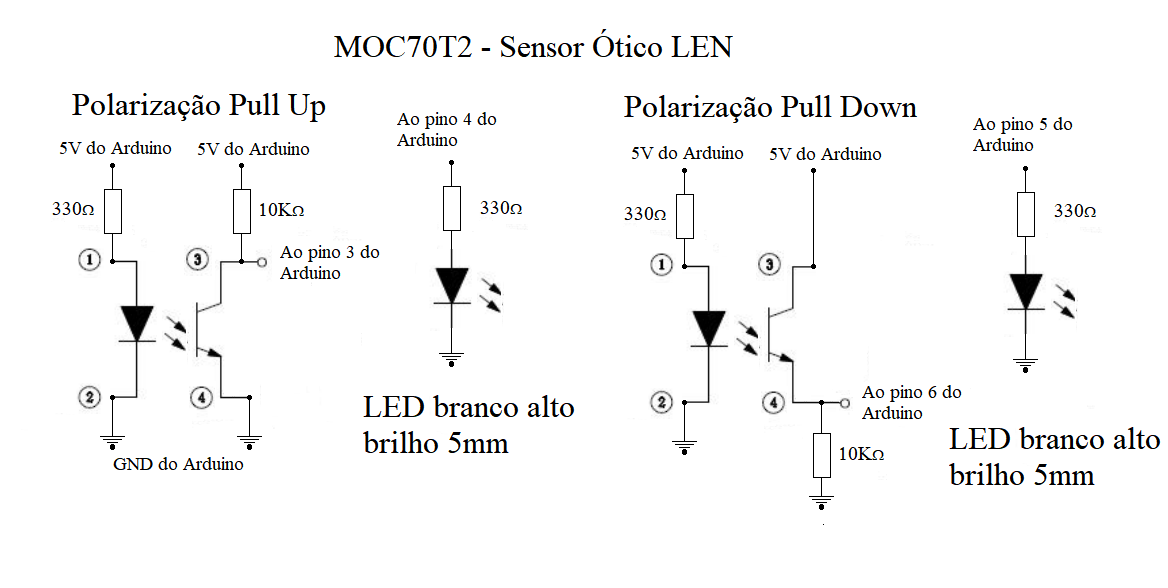 MOC70T2 - Sensor Ótico LEN
Polarização Pull Up
5V do Arduino
5V do Arduino
330Ω
10KΩ
1
3
Ao pino 3 do
Arduino
2
4
GND do Arduino
Ao pino 4 do
Arduino
330Ω
LED branco alto
brilho 5mm
Polarização Pull Down
5V do Arduino
5V do Arduino
330Ω
1
3
2
4
Ao pino 6 do
Arduino
10KΩ
Ao pino 5 do
Arduino
330Ω
LED branco alto
brilho 5mm